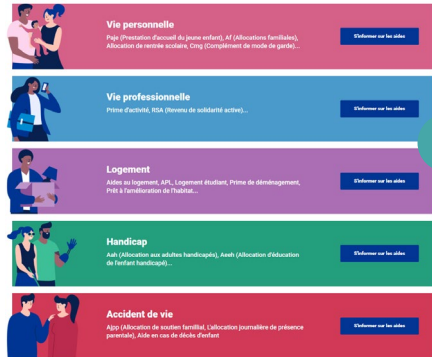 Vie personnelle
Paje (Prestation d'accueil du jeune enfant), Af (Allocations familiales),
Allocation de rentrée scolaire, Cmg (Complément de mode de garde)...
S'informer sur les aides
Vie professionnelle
Prime d'activité, RSA (Revenu de solidarité active)...
S'informer sur les aides
Logement
Aides au logement, APL, Logement étudiant, Prime de déménagement,
Prêt à l'amélioration de l'habitat...
S'informer sur les aides
Handicap
Aah (Allocation aux adultes handicapés), Aeeh (Allocation d'éducation
de l'enfant handicapé)...
S'informer sur les aides
Accident de vie
Ajpp (Allocation de soutien famillial, L'allocation journalière de présence
parentale), Aide en cas de décès d'enfant
S'informer sur les aides